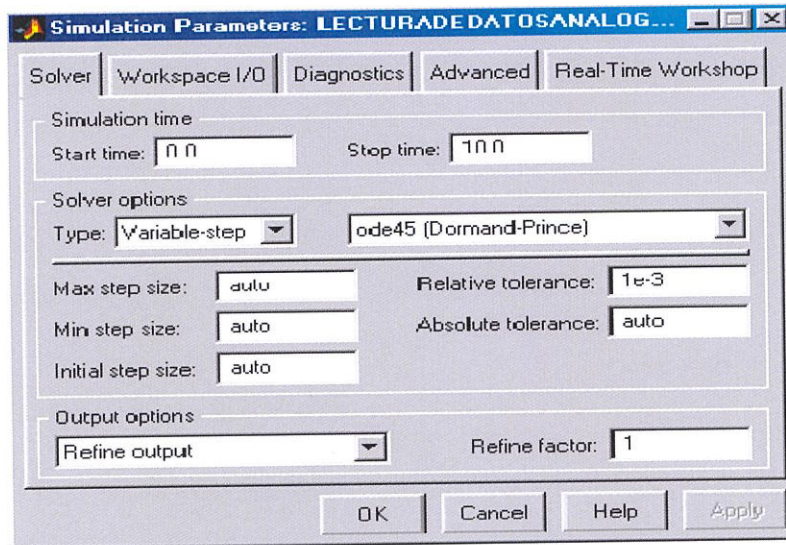 Simulation Parameters: LECTURADEDATOSANALOG...
Solver Workspace I/O Diagnostics Advanced Real-Time Workshop
Simulation time
Start time: 0.0 Stop time: 10.0
Solver options
Type: Variable-step ode45 (Dormand-Prince)
Max step size: auto Relative tolerance: 1e-3
Min step size: auto Absolute tolerance: auto
Initial step size: auto
Output options
Refine output Refine factor: 1
OK Cancel Help Apply